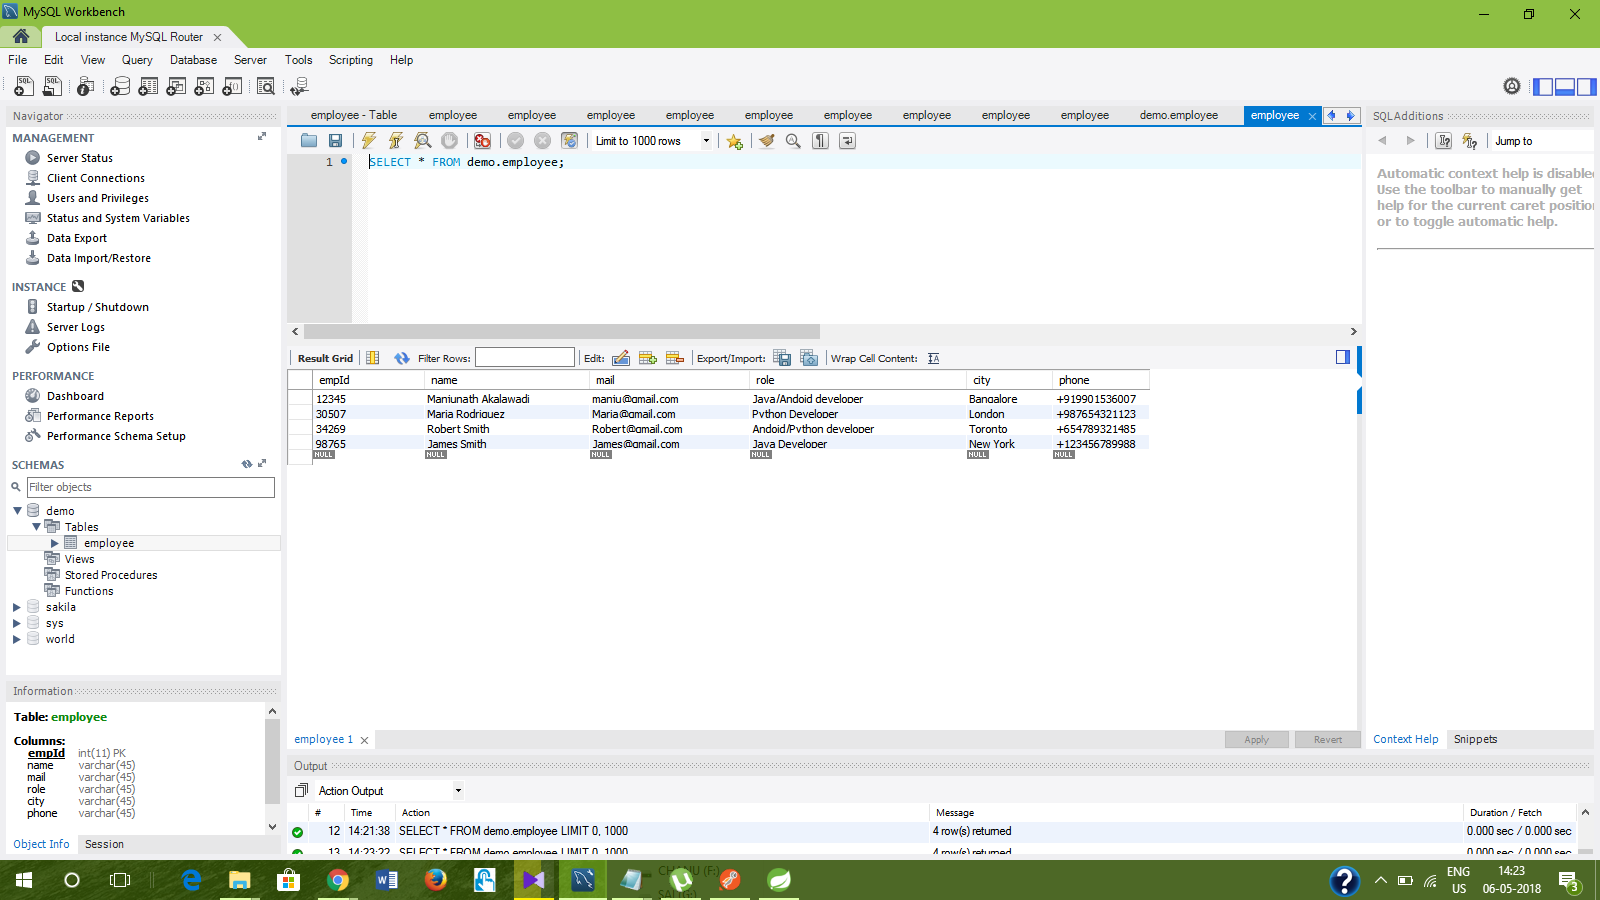 MySQL Workbench
Local instance MySQL Router
File Edit View Query Database Server Tools Scripting Help
Navigator
MANAGEMENT
Server Status
Client Connections
Users and Privileges
Status and System Variables
Data Export
Data Import/Restore
INSTANCE
Startup / Shutdown
Server Logs
Options File
PERFORMANCE
Dashboard
Performance Reports
Performance Schema Setup
SCHEMAS
Filter objects
demo
Tables
employee
Views
Stored Procedures
Functions
sakila
sys
world
Information
Table: employee
Columns:
empId int(11) PK
name varchar(45)
mail varchar(45)
role varchar(45)
city varchar(45)
phone varchar(45)
Object Info Session
employee - Table employee employee employee employee employee employee employee employee employee demo.employee employee
Limit to 1000 rows
1 SELECT * FROM demo.employee;
Result Grid Filter Rows: Edit: Export/Import: Wrap Cell Content:
empId name mail role city phone
12345 Manjunath Akalawadi manju@gmail.com Java/Andoid developer Bangalore +919901536007
30507 Maria Rodriguez Maria@gmail.com Python Developer London +987654321123
34269 Robert Smith Robert@gmail.com Andoid/Python developer Toronto +654789321485
98765 James Smith James@gmail.com Java Developer New York +123456789988
NULL NULL NULL NULL NULL NULL
employee 1 Apply Revert
Output
Action Output
# Time Action Message Duration / Fetch
12 14:21:38 SELECT * FROM demo.employee LIMIT 0, 1000 4 row(s) returned 0.000 sec / 0.000 sec
13 14:23:22 SELECT * FROM demo.employee LIMIT 0, 1000 4 row(s) returned 0.000 sec / 0.000 sec
SQLAdditions
Jump to
Automatic context help is disable
Use the toolbar to manually get
help for the current caret position
or to toggle automatic help.
Context Help Snippets
CHANU (F:)
SAI (G:)
ENG
US
14:23
06-05-2018
3